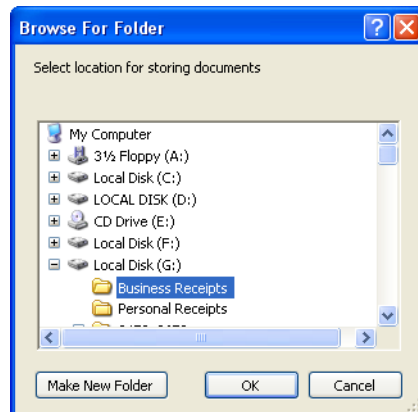 Browse For Folder
Select location for storing documents
My Computer
3½ Floppy (A:)
Local Disk (C:)
LOCAL DISK (D:)
CD Drive (E:)
Local Disk (F:)
Local Disk (G:)
Business Receipts
Personal Receipts
Make New Folder OK Cancel